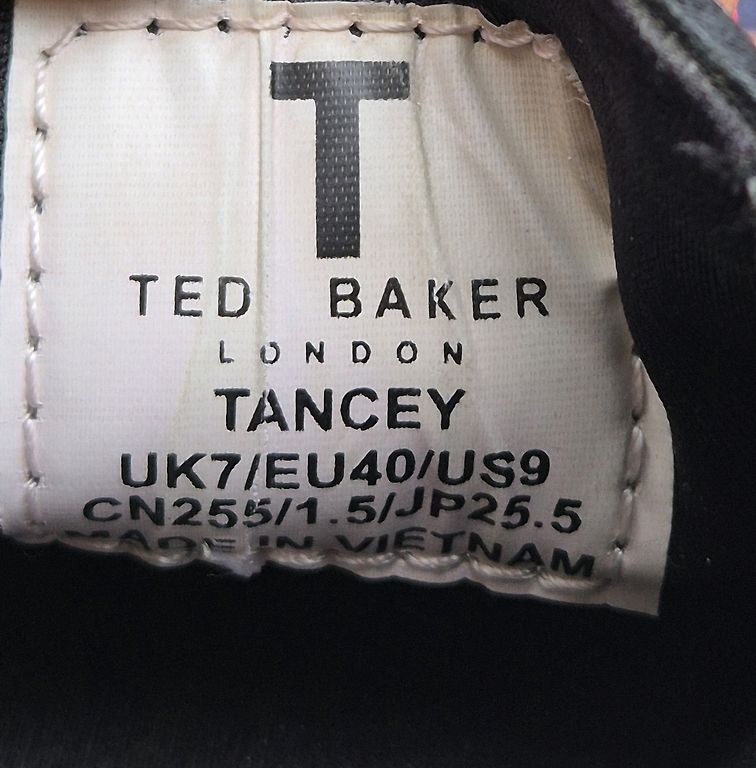 T
TED BAKER
LONDON
TANCEY
UK7/EU40/US9
CN255/1.5/JP25.5
MADE IN VIETNAM